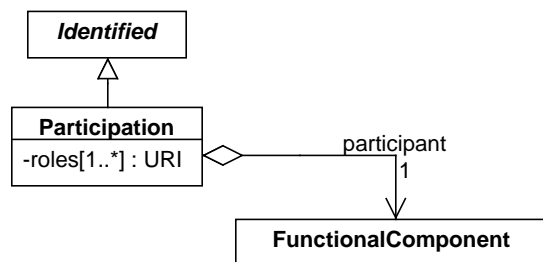 Identified
Participation
-roles[1..*] : URI
participant
1
FunctionalComponent